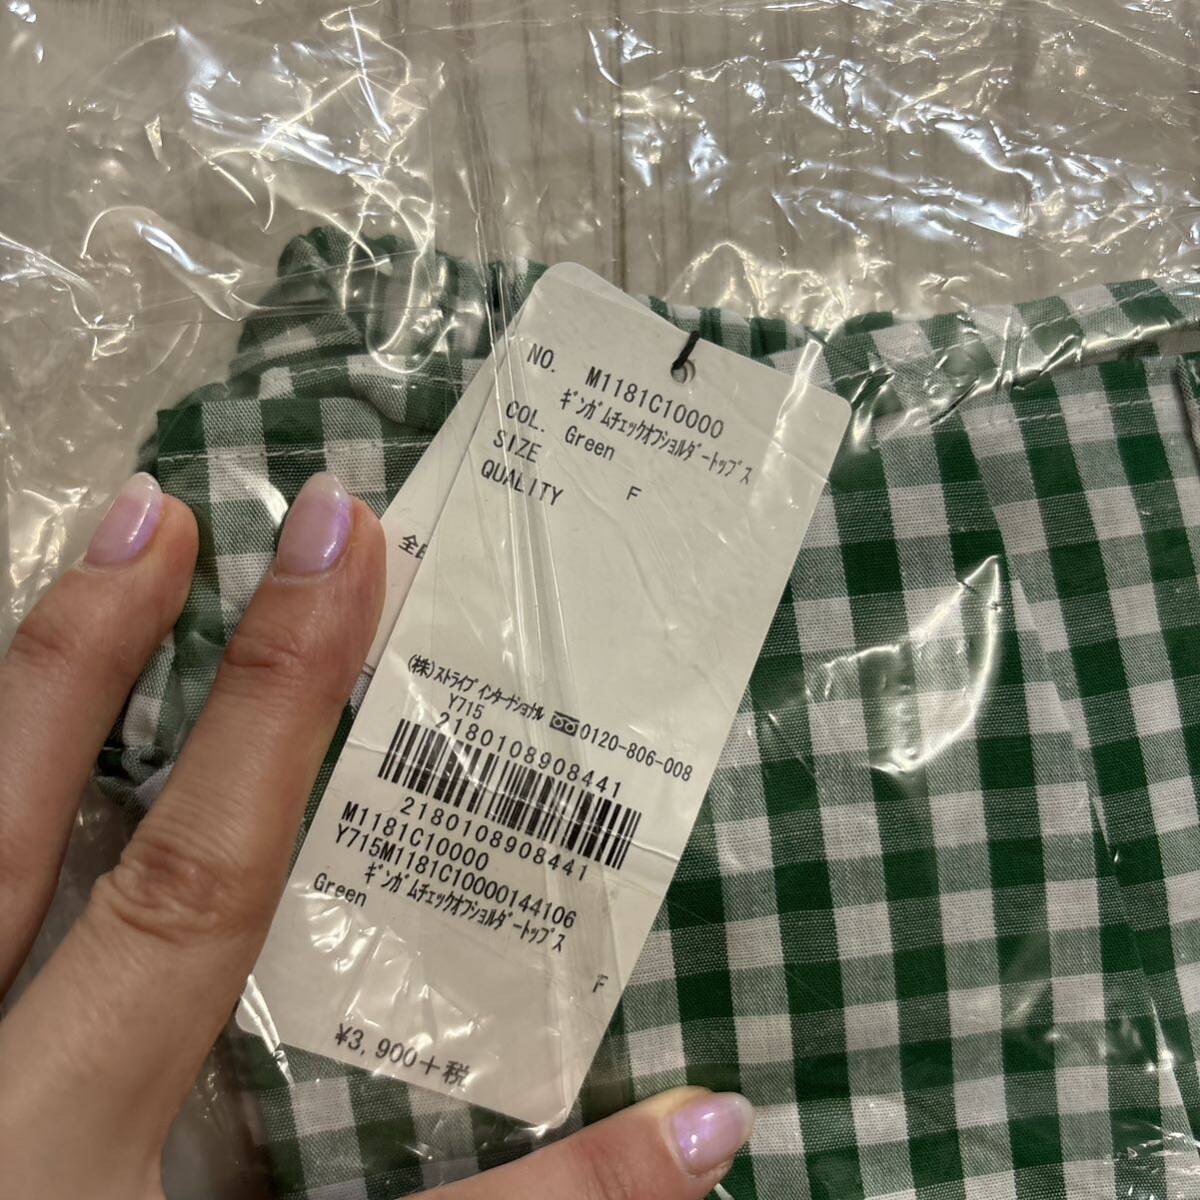 NO. M1181C10000
ギンガムチェックオフショルダートップス
COL. Green
SIZE F
QUALITY
全
(株)ストライプインターナショナル
Y715 0120-806-008
2180108908441
2180108908441
M1181C10000
Y715M1181C10000144106
ギンガムチェックオフショルダートップス
Green
F
¥3,900+税